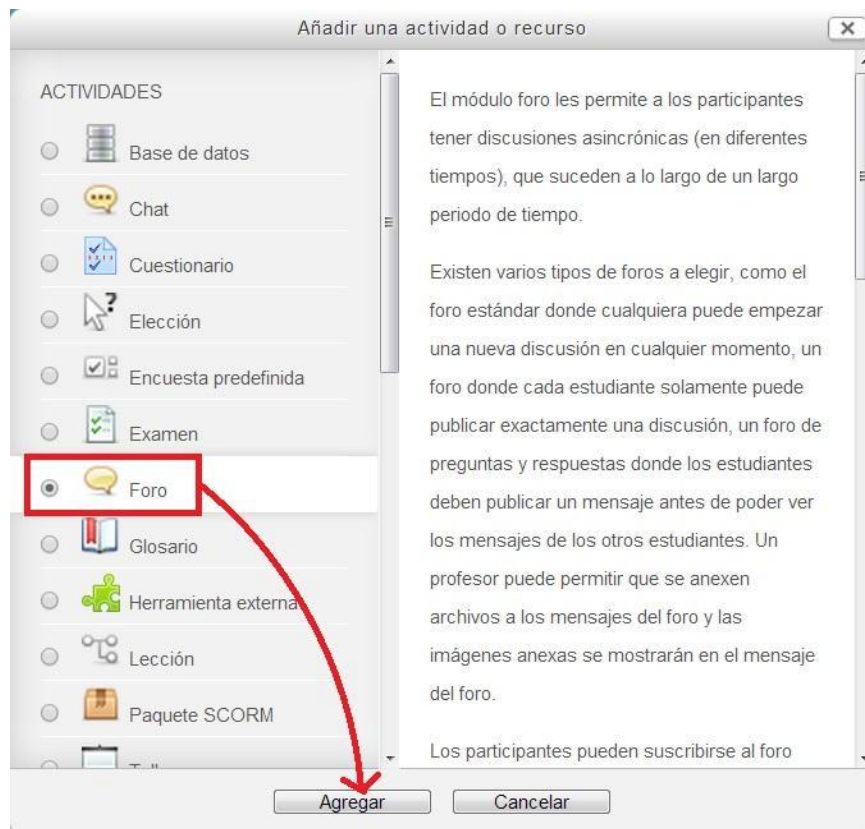 Añadir una actividad o recurso
ACTIVIDADES
Base de datos
Chat
Cuestionario
Elección
Encuesta predefinida
Examen
Foro
Glosario
Herramienta externa
Lección
Paquete SCORM
El módulo foro les permite a los participantes
tener discusiones asincrónicas (en diferentes
tiempos), que suceden a lo largo de un largo
periodo de tiempo.
Existen varios tipos de foros a elegir, como el
foro estándar donde cualquiera puede empezar
una nueva discusión en cualquier momento, un
foro donde cada estudiante solamente puede
publicar exactamente una discusión, un foro de
preguntas y respuestas donde los estudiantes
deben publicar un mensaje antes de poder ver
los mensajes de los otros estudiantes. Un
profesor puede permitir que se anexen
archivos a los mensajes del foro y las
imágenes anexas se mostrarán en el mensaje
del foro.
Los participantes pueden suscribirse al foro
Agregar
Cancelar